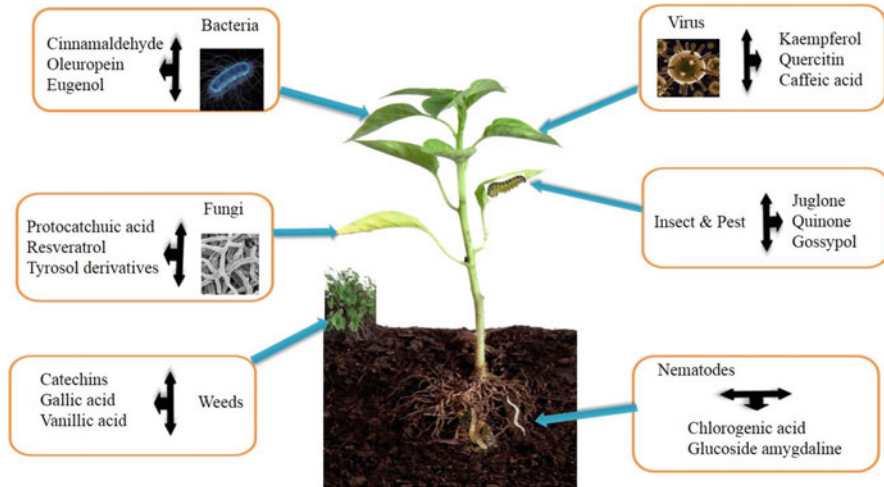 Bacteria
Cinnamaldehyde
Oleuropein
Eugenol
Virus
Kaempferol
Quercitin
Caffeic acid
Fungi
Protocatchuic acid
Resveratrol
Tyrosol derivatives
Insect & Pest
Juglone
Quinone
Gossypol
Catechins
Gallic acid
Vanillic acid
Weeds
Nematodes
Chlorogenic acid
Glucoside amygdaline